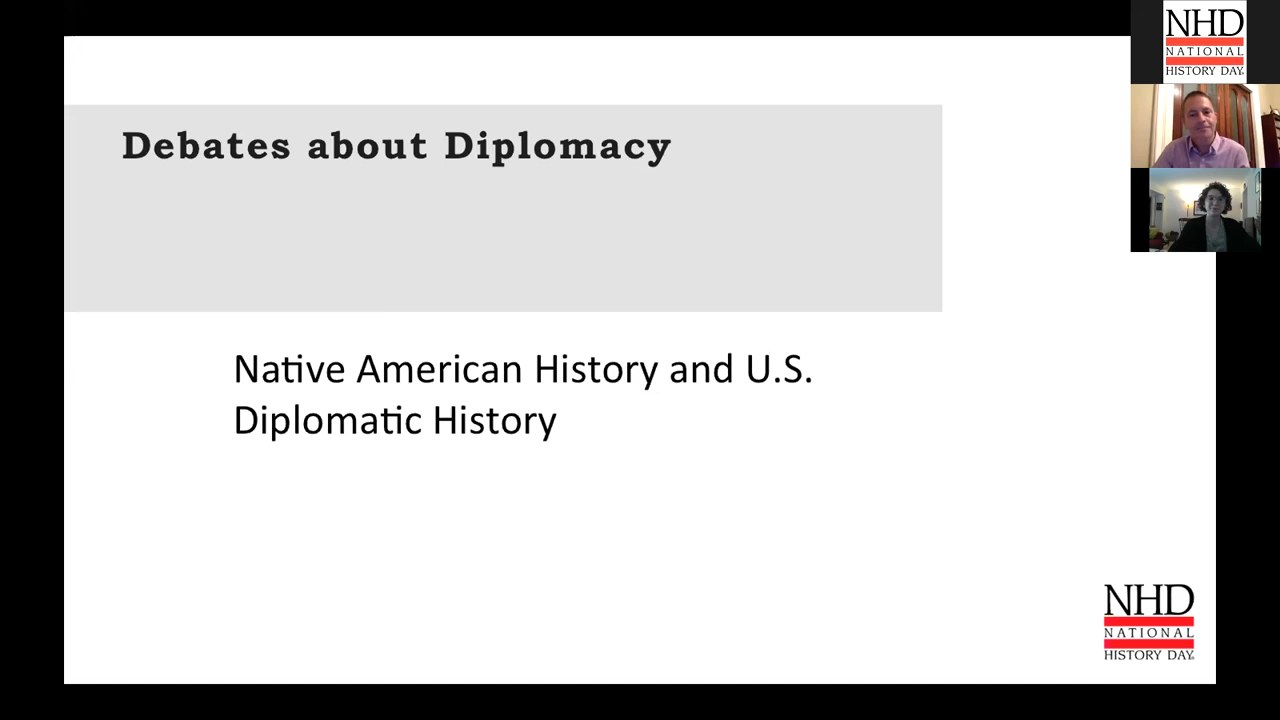 Debates about Diplomacy
Native American History and U.S.
Diplomatic History
NHD
NATIONAL
HISTORY DAY
NHD
NATIONAL
HISTORY DAY